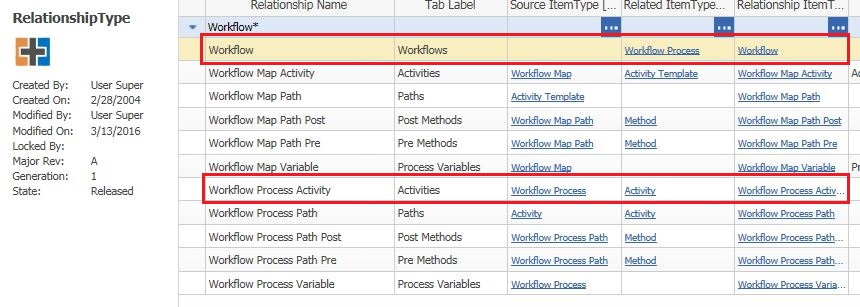 RelationshipType
Created By: User Super
Created On: 2/28/2004
Modified By: User Super
Modified On: 3/13/2016
Locked By:
Major Rev: A
Generation: 1
State: Released
Relationship Name Tab Label Source ItemType [... Related ItemType... Relationship ItemT...
Workflow* ... ... ...
Workflow Workflows Workflow Process Workflow
Workflow Map Activity Activities Workflow Map Activity Template Workflow Map Activity Ac
Workflow Map Path Paths Activity Template Workflow Map Path
Workflow Map Path Post Post Methods Workflow Map Path Method Workflow Map Path Post
Workflow Map Path Pre Pre Methods Workflow Map Path Method Workflow Map Path Pre
Workflow Map Variable Process Variables Workflow Map Workflow Map Variable Pr
Workflow Process Activity Activities Workflow Process Activity Workflow Process Activ...
Workflow Process Path Paths Activity Workflow Process Path
Workflow Process Path Post Post Methods Workflow Process Path Method Workflow Process Path...
Workflow Process Path Pre Pre Methods Workflow Process Path Method Workflow Process Path...
Workflow Process Variable Process Variables Workflow Process Workflow Process Varia...